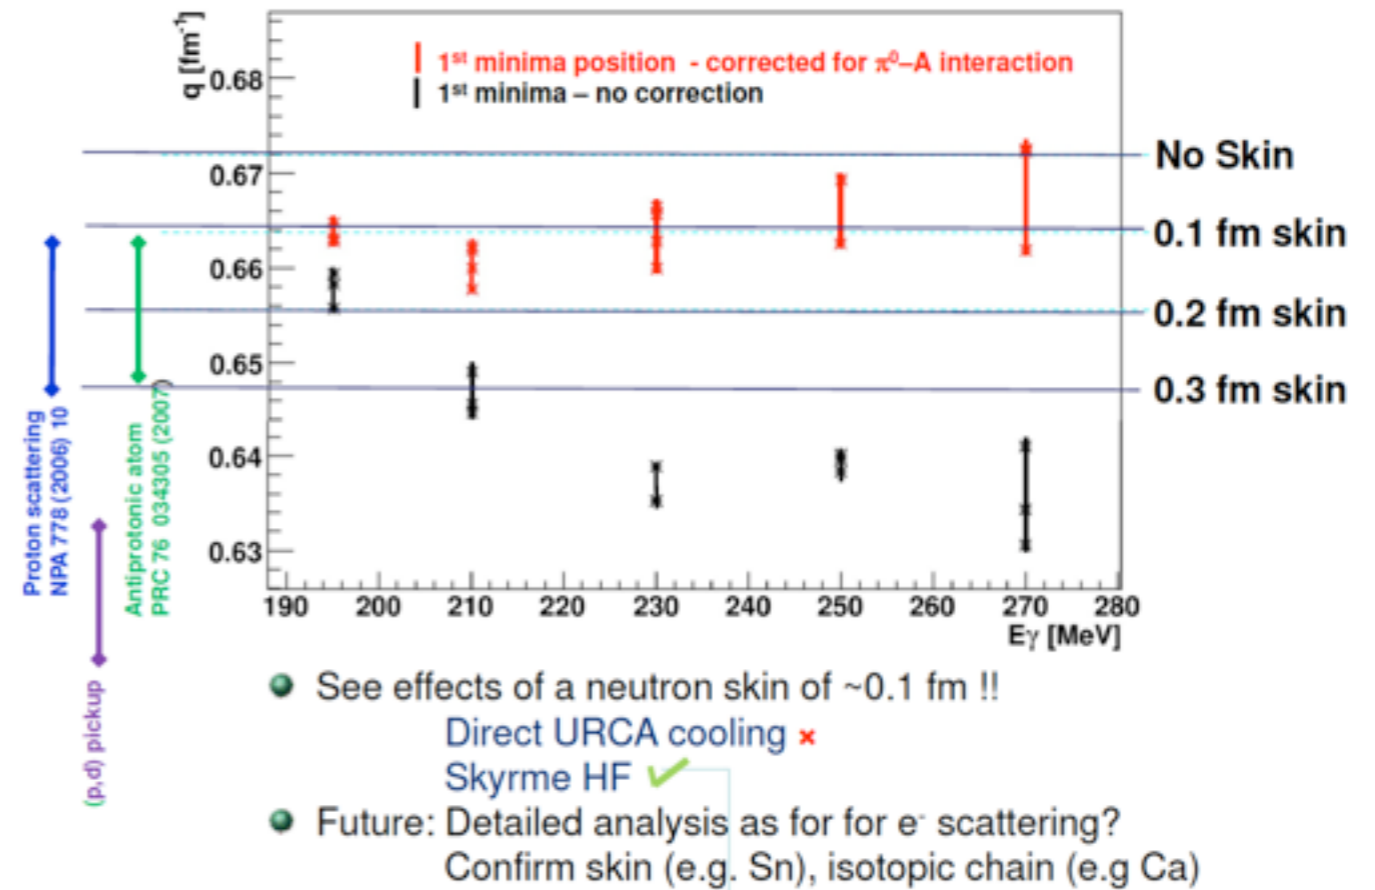 q [fm⁻¹]
0.68
0.67
0.66
0.65
0.64
0.63
1st minima position - corrected for π⁰–A interaction
1st minima – no correction
No Skin
0.1 fm skin
0.2 fm skin
0.3 fm skin
190 200 210 220 230 240 250 260 270 280
Eγ [MeV]
Proton scattering
NPA 778 (2006) 10
Antiprotonic atom
PRC 76 034305 (2007)
(p,d) pickup
See effects of a neutron skin of ~0.1 fm !!
Direct URCA cooling ×
Skyrme HF ✓
Future: Detailed analysis as for for e⁻ scattering?
Confirm skin (e.g. Sn), isotopic chain (e.g Ca)